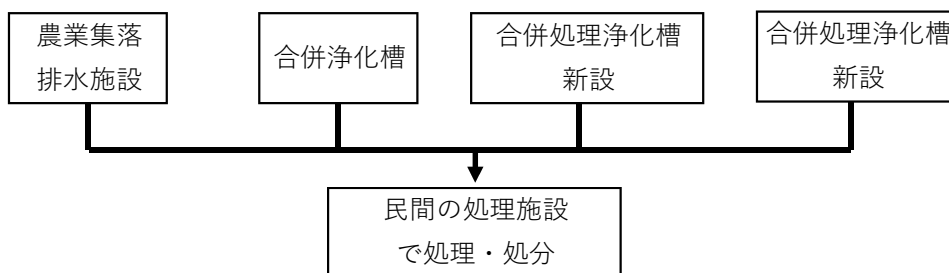 農業集落
排水施設
合併浄化槽
合併処理浄化槽
新設
合併処理浄化槽
新設
民間の処理施設
で処理・処分